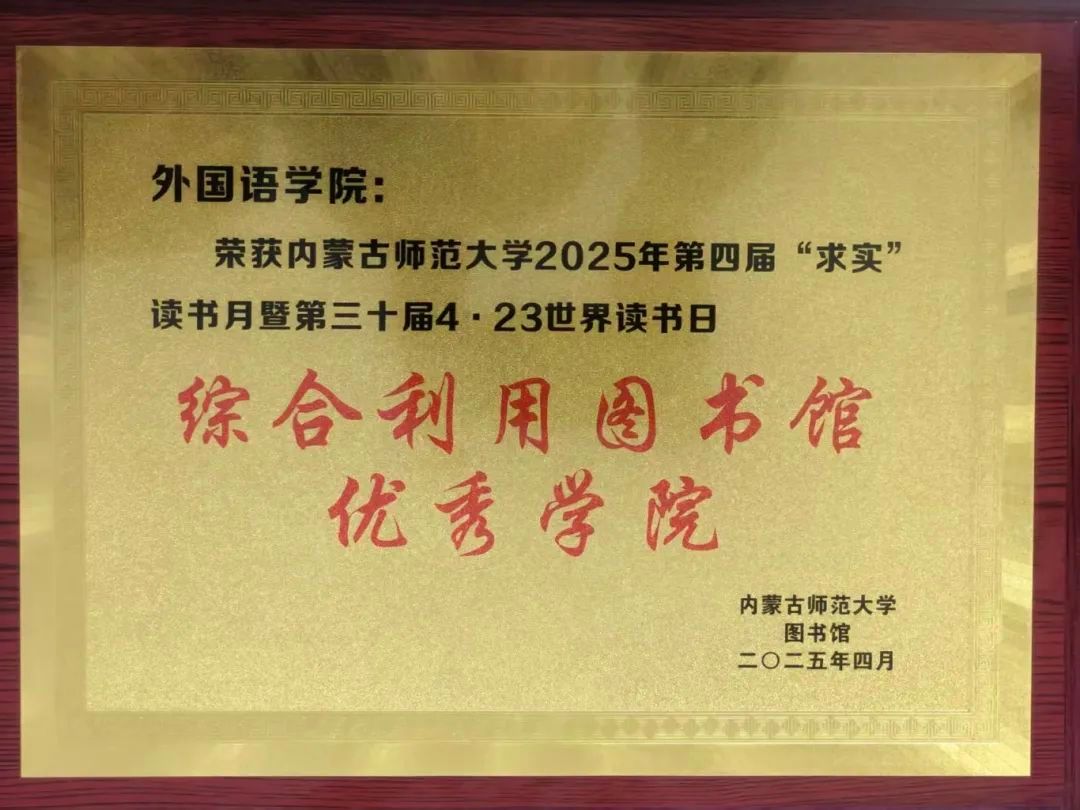 外国语学院：
荣获内蒙古师范大学2025年第四届“求实”
读书月暨第三十届4·23世界读书日
综合利用图书馆
优秀学院
内蒙古师范大学
图书馆
二〇二五年四月